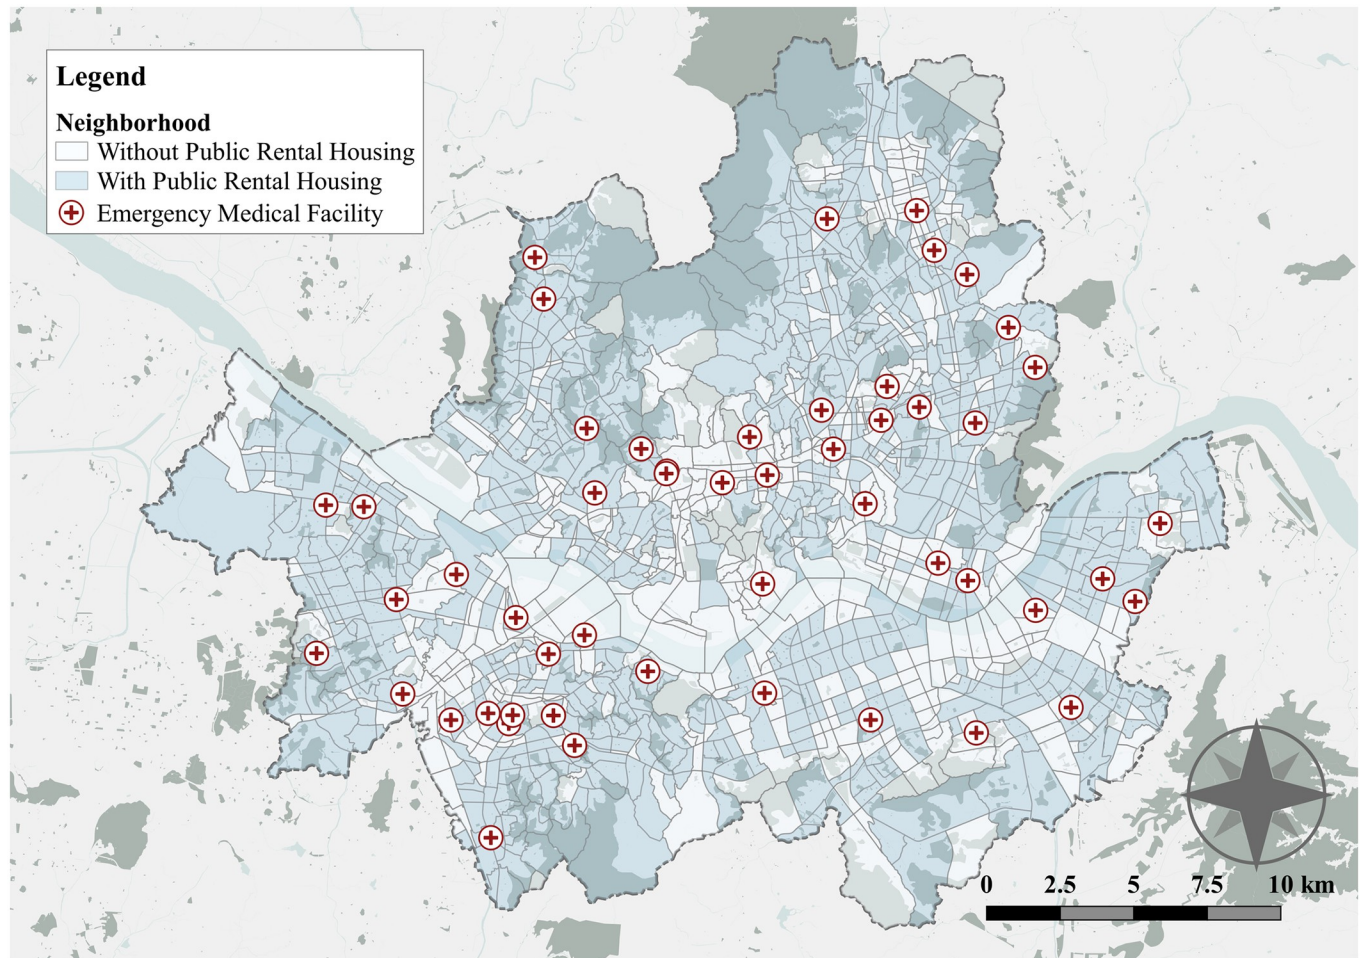 Legend
Neighborhood
Without Public Rental Housing
With Public Rental Housing
Emergency Medical Facility
0 2.5 5 7.5 10 km